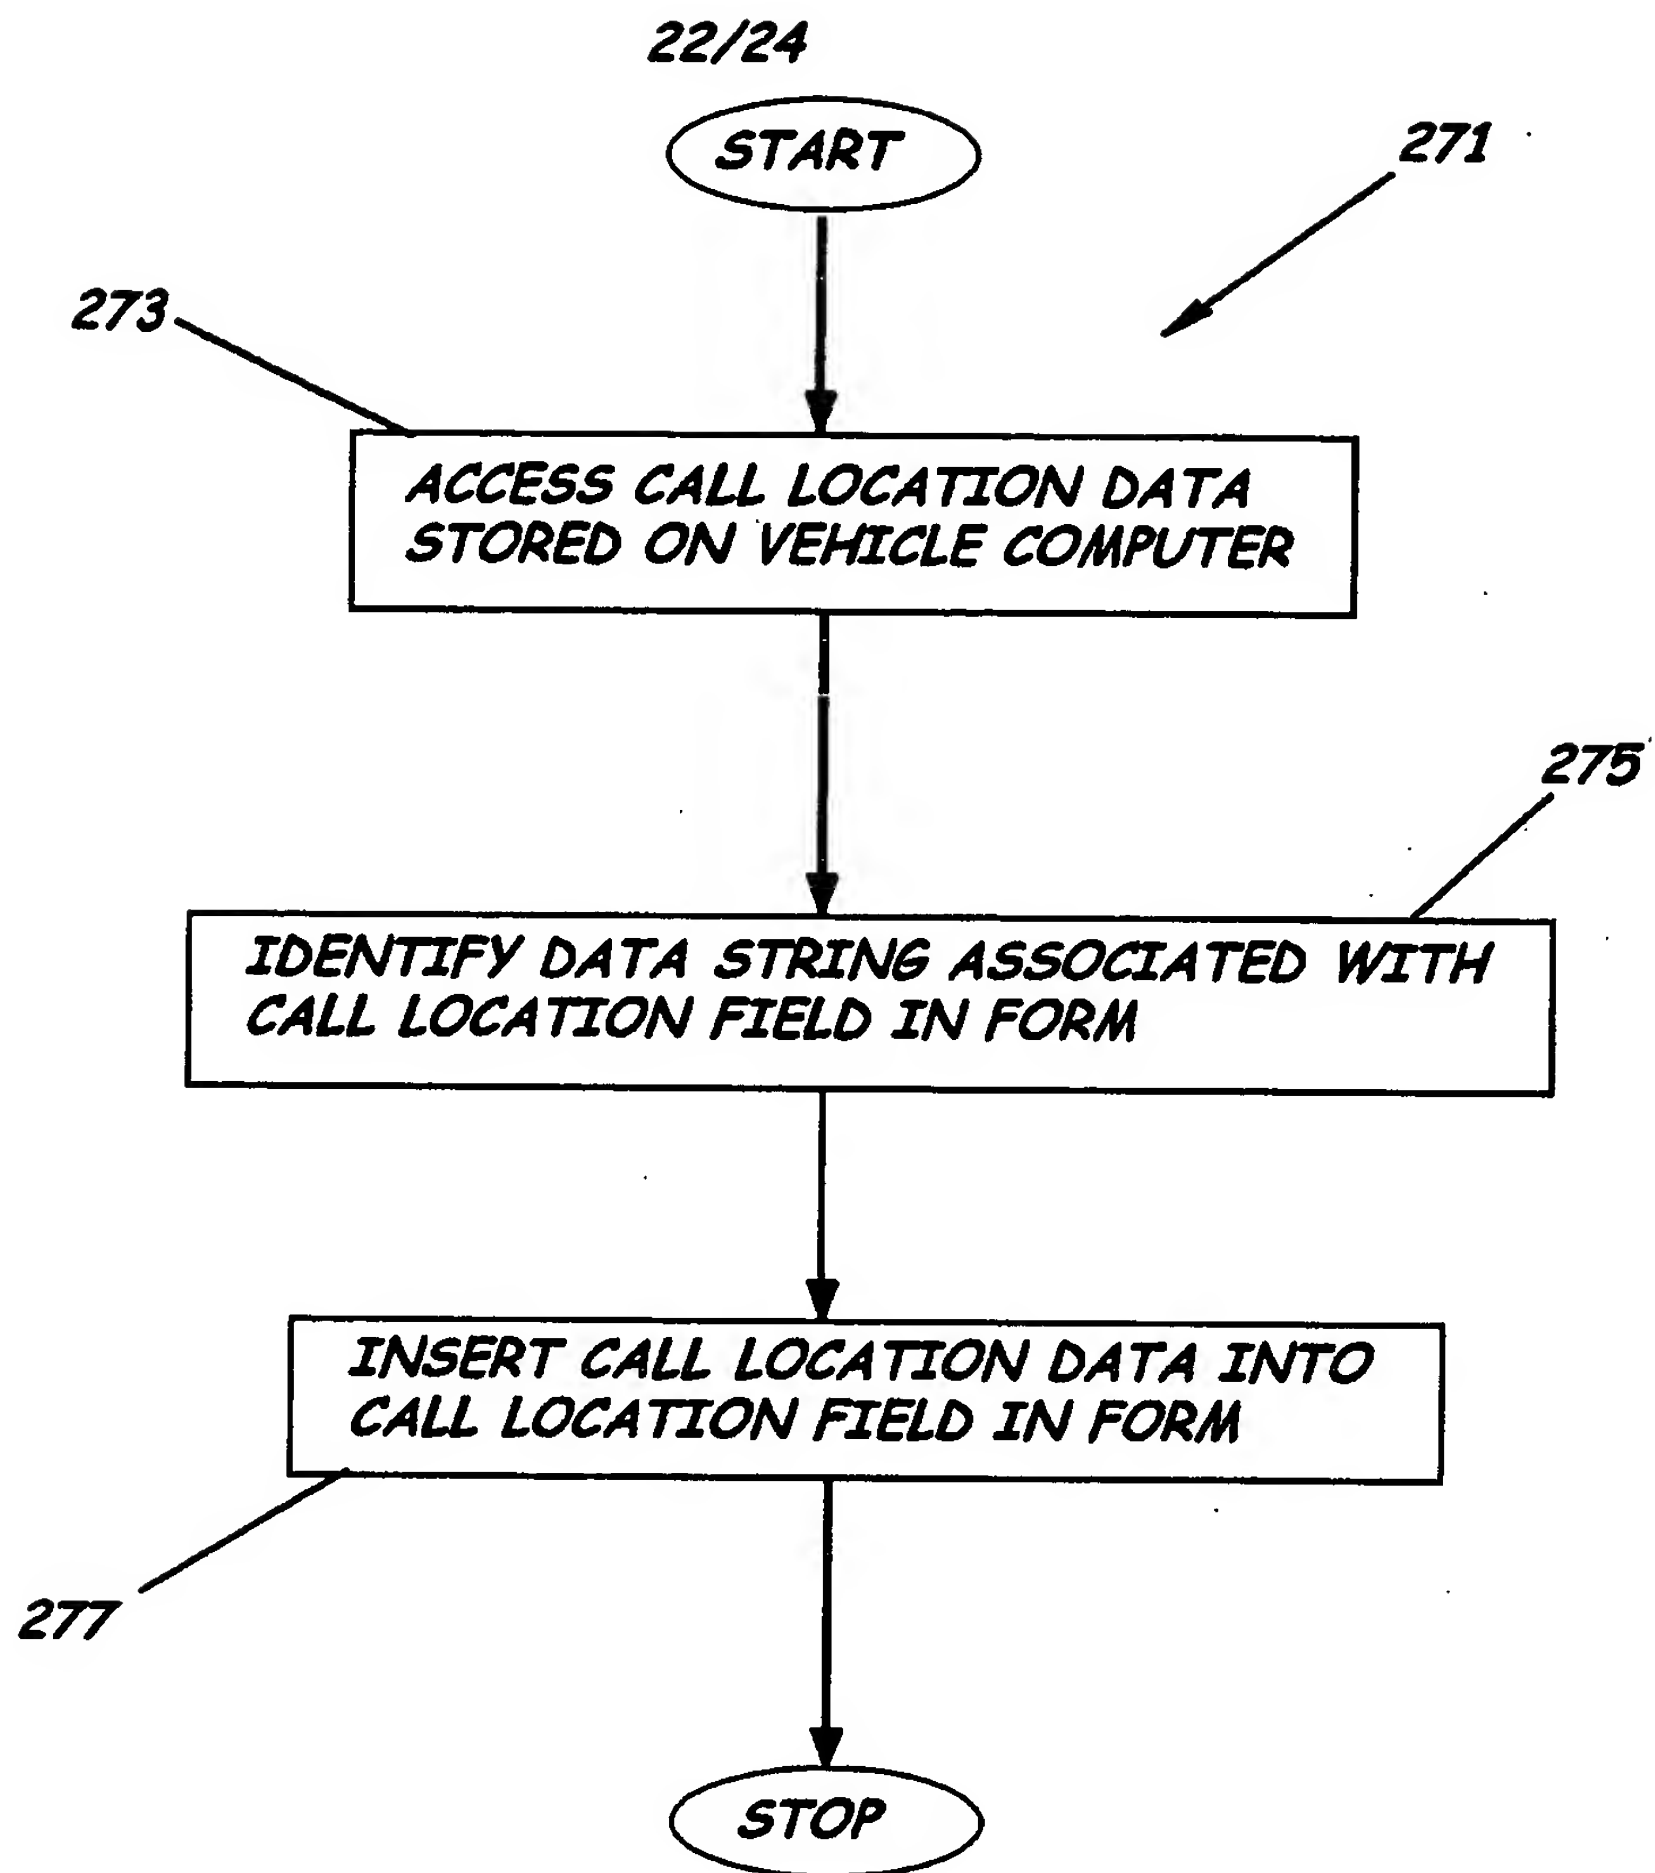 22/24
START
271
273
ACCESS CALL LOCATION DATA
STORED ON VEHICLE COMPUTER
275
IDENTIFY DATA STRING ASSOCIATED WITH
CALL LOCATION FIELD IN FORM
INSERT CALL LOCATION DATA INTO
CALL LOCATION FIELD IN FORM
277
STOP